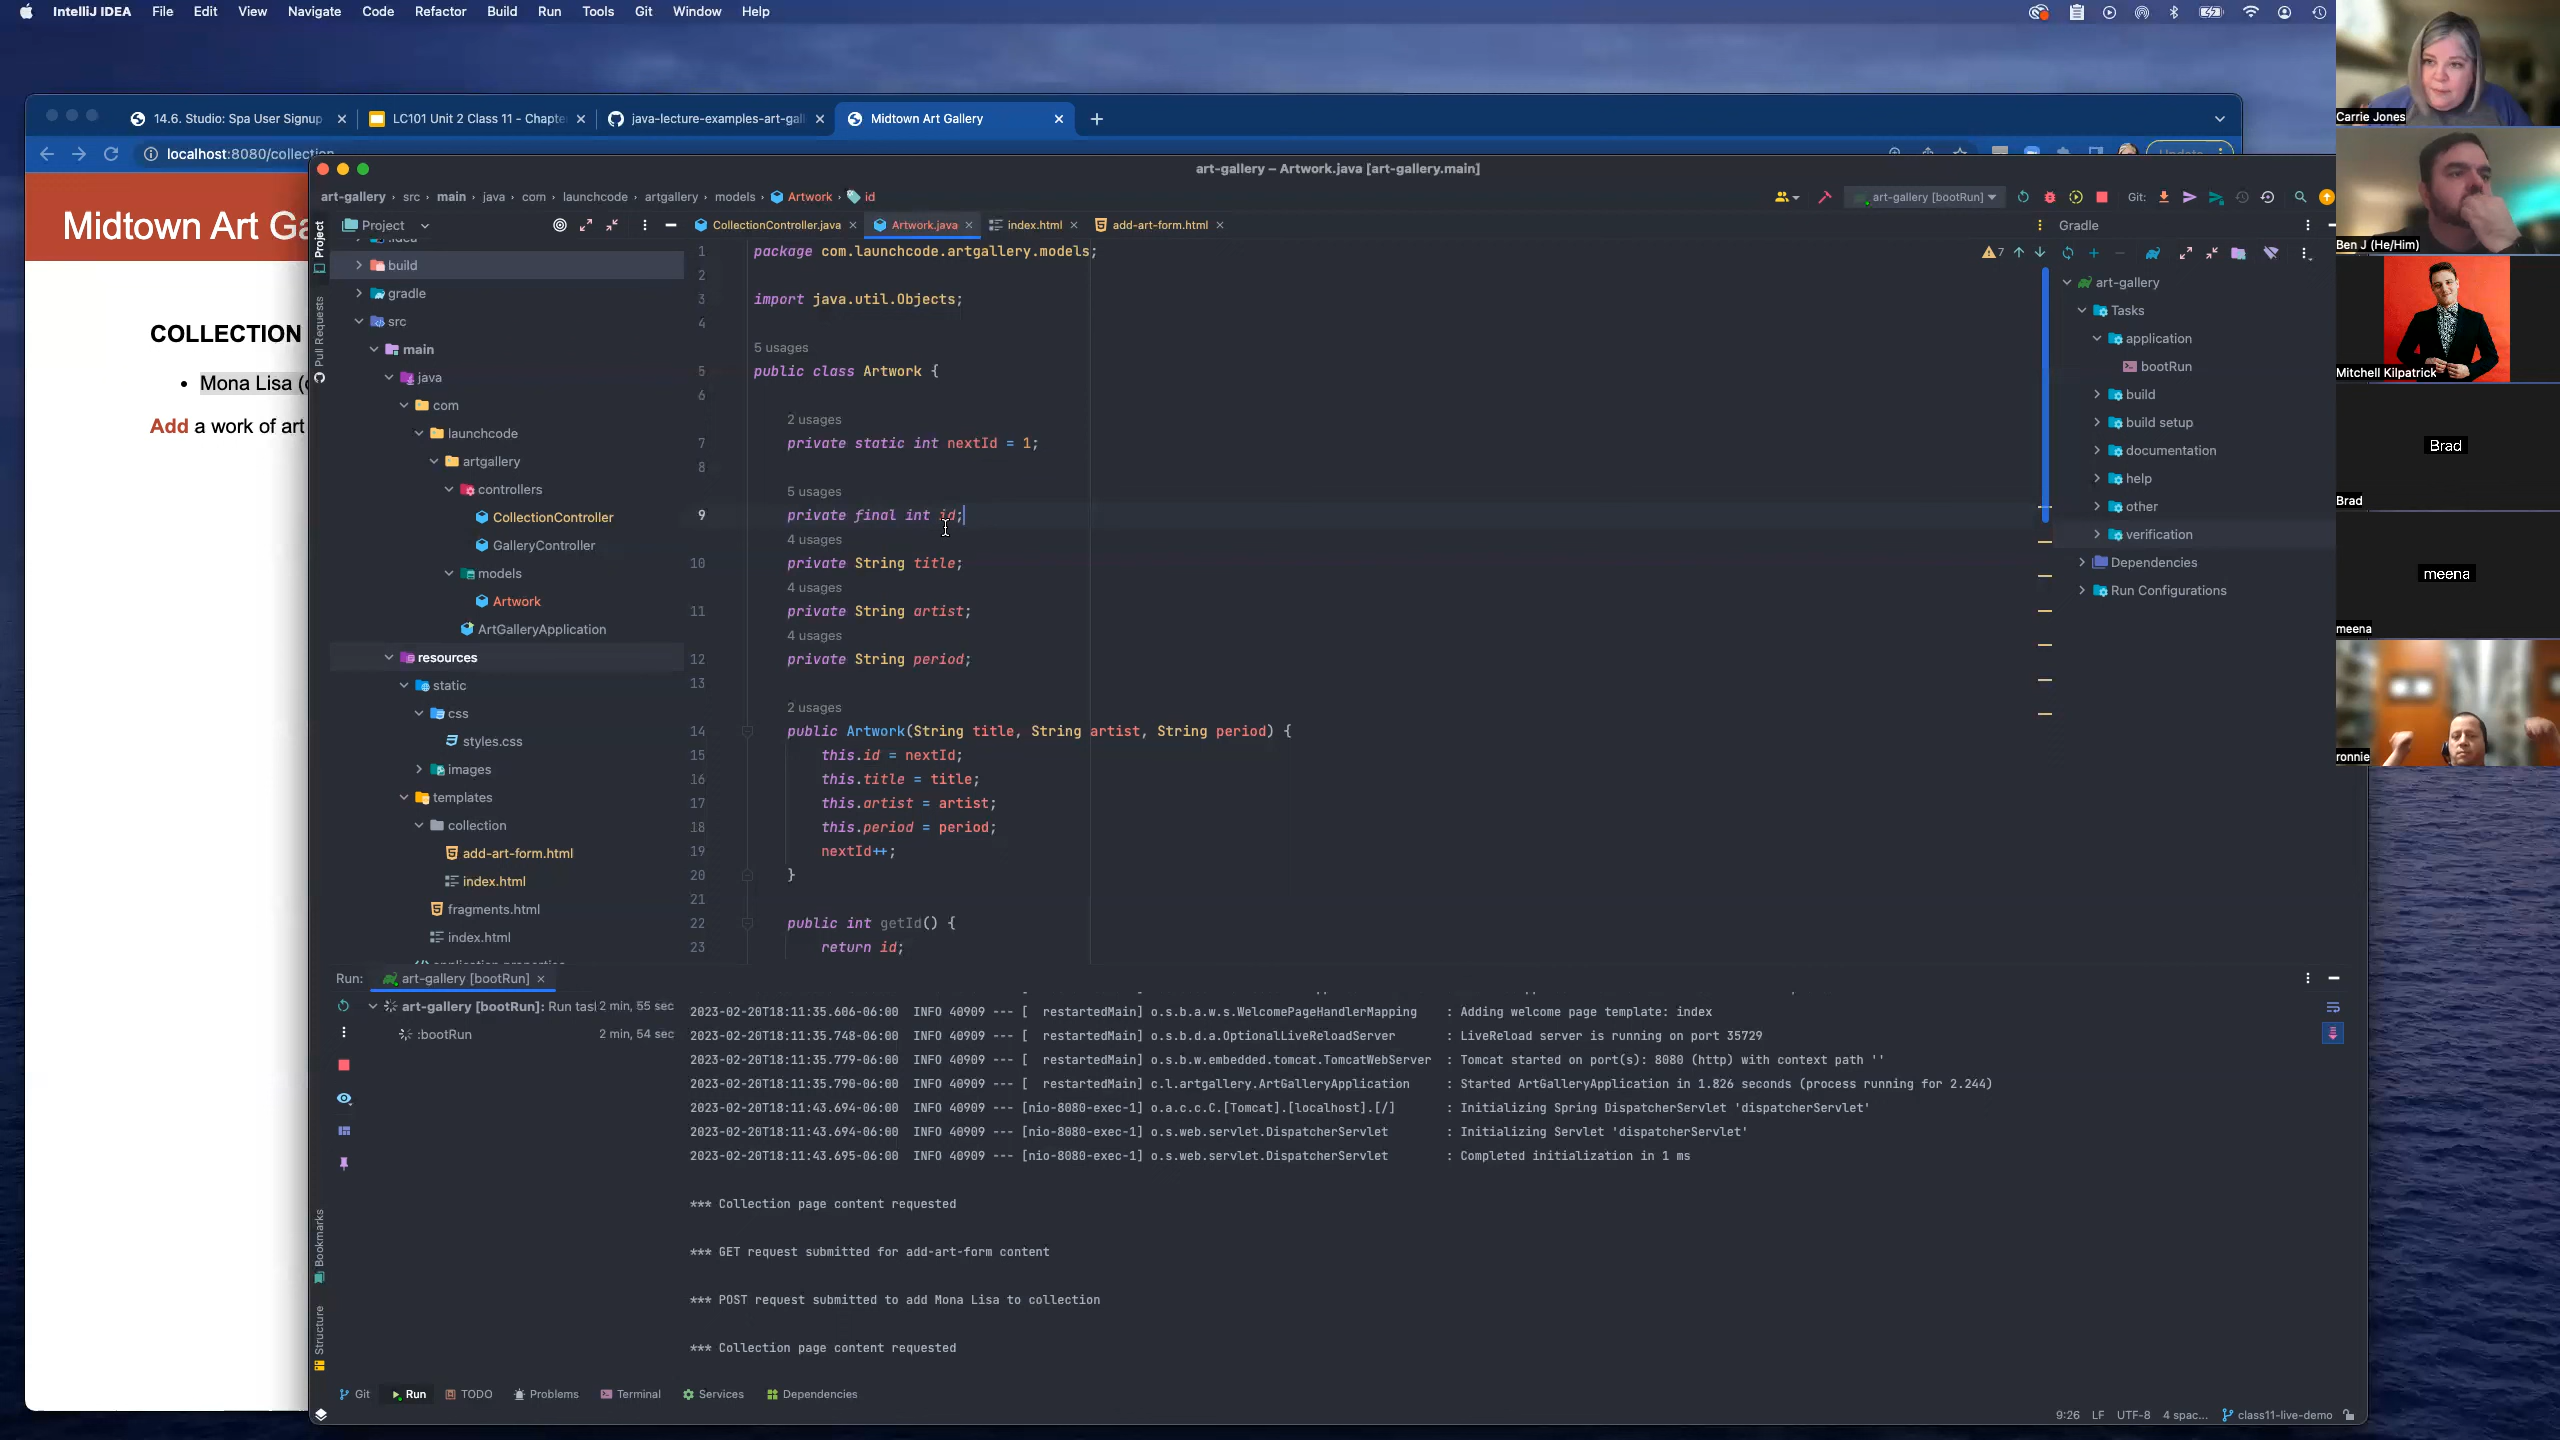 IntelliJ IDEA File Edit View Navigate Code Refactor Build Run Tools Git Window Help
14.6. Studio: Spa User Signup
LC101 Unit 2 Class 11 - Chapte
java-lecture-examples-art-gall
Midtown Art Gallery
localhost:8080/collection
Update
Midtown Art Ga
COLLECTION
Mona Lisa (
Add a work of art
art-gallery – Artwork.java [art-gallery.main]
art-gallery › src › main › java › com › launchcode › artgallery › models › Artwork › id
art-gallery [bootRun]
Git:
Project
CollectionController.java
Artwork.java
index.html
add-art-form.html
Gradle
Project
Pull Requests
.idea
build
gradle
src
main
java
com
launchcode
artgallery
controllers
CollectionController
GalleryController
models
Artwork
ArtGalleryApplication
resources
static
css
styles.css
images
templates
collection
add-art-form.html
index.html
fragments.html
index.html
application.properties
7
1 package com.launchcode.artgallery.models;
2
3 import java.util.Objects;
4
5 usages
5 public class Artwork {
6
2 usages
7 private static int nextId = 1;
8
5 usages
9 private final int id;
4 usages
10 private String title;
4 usages
11 private String artist;
4 usages
12 private String period;
13
2 usages
14 public Artwork(String title, String artist, String period) {
15 this.id = nextId;
16 this.title = title;
17 this.artist = artist;
18 this.period = period;
19 nextId++;
20 }
21
22 public int getId() {
23 return id;
art-gallery
Tasks
application
bootRun
build
build setup
documentation
help
other
verification
Dependencies
Run Configurations
Run: art-gallery [bootRun]
art-gallery [bootRun]: Run tasl 2 min, 55 sec
:bootRun 2 min, 54 sec
2023-02-20T18:11:35.606-06:00 INFO 40909 --- [ restartedMain] o.s.b.a.w.s.WelcomePageHandlerMapping : Adding welcome page template: index
2023-02-20T18:11:35.748-06:00 INFO 40909 --- [ restartedMain] o.s.b.d.a.OptionalLiveReloadServer : LiveReload server is running on port 35729
2023-02-20T18:11:35.779-06:00 INFO 40909 --- [ restartedMain] o.s.b.w.embedded.tomcat.TomcatWebServer : Tomcat started on port(s): 8080 (http) with context path ''
2023-02-20T18:11:35.790-06:00 INFO 40909 --- [ restartedMain] c.l.artgallery.ArtGalleryApplication : Started ArtGalleryApplication in 1.826 seconds (process running for 2.244)
2023-02-20T18:11:43.694-06:00 INFO 40909 --- [nio-8080-exec-1] o.a.c.c.C.[Tomcat].[localhost].[/] : Initializing Spring DispatcherServlet 'dispatcherServlet'
2023-02-20T18:11:43.694-06:00 INFO 40909 --- [nio-8080-exec-1] o.s.web.servlet.DispatcherServlet : Initializing Servlet 'dispatcherServlet'
2023-02-20T18:11:43.695-06:00 INFO 40909 --- [nio-8080-exec-1] o.s.web.servlet.DispatcherServlet : Completed initialization in 1 ms
*** Collection page content requested
*** GET request submitted for add-art-form content
*** POST request submitted to add Mona Lisa to collection
*** Collection page content requested
Bookmarks
Structure
Git Run TODO Problems Terminal Services Dependencies
9:26 LF UTF-8 4 spac... class11-live-demo
Carrie Jones
Ben J (He/Him)
Mitchell Kilpatrick
Brad
Brad
meena
meena
ronnie